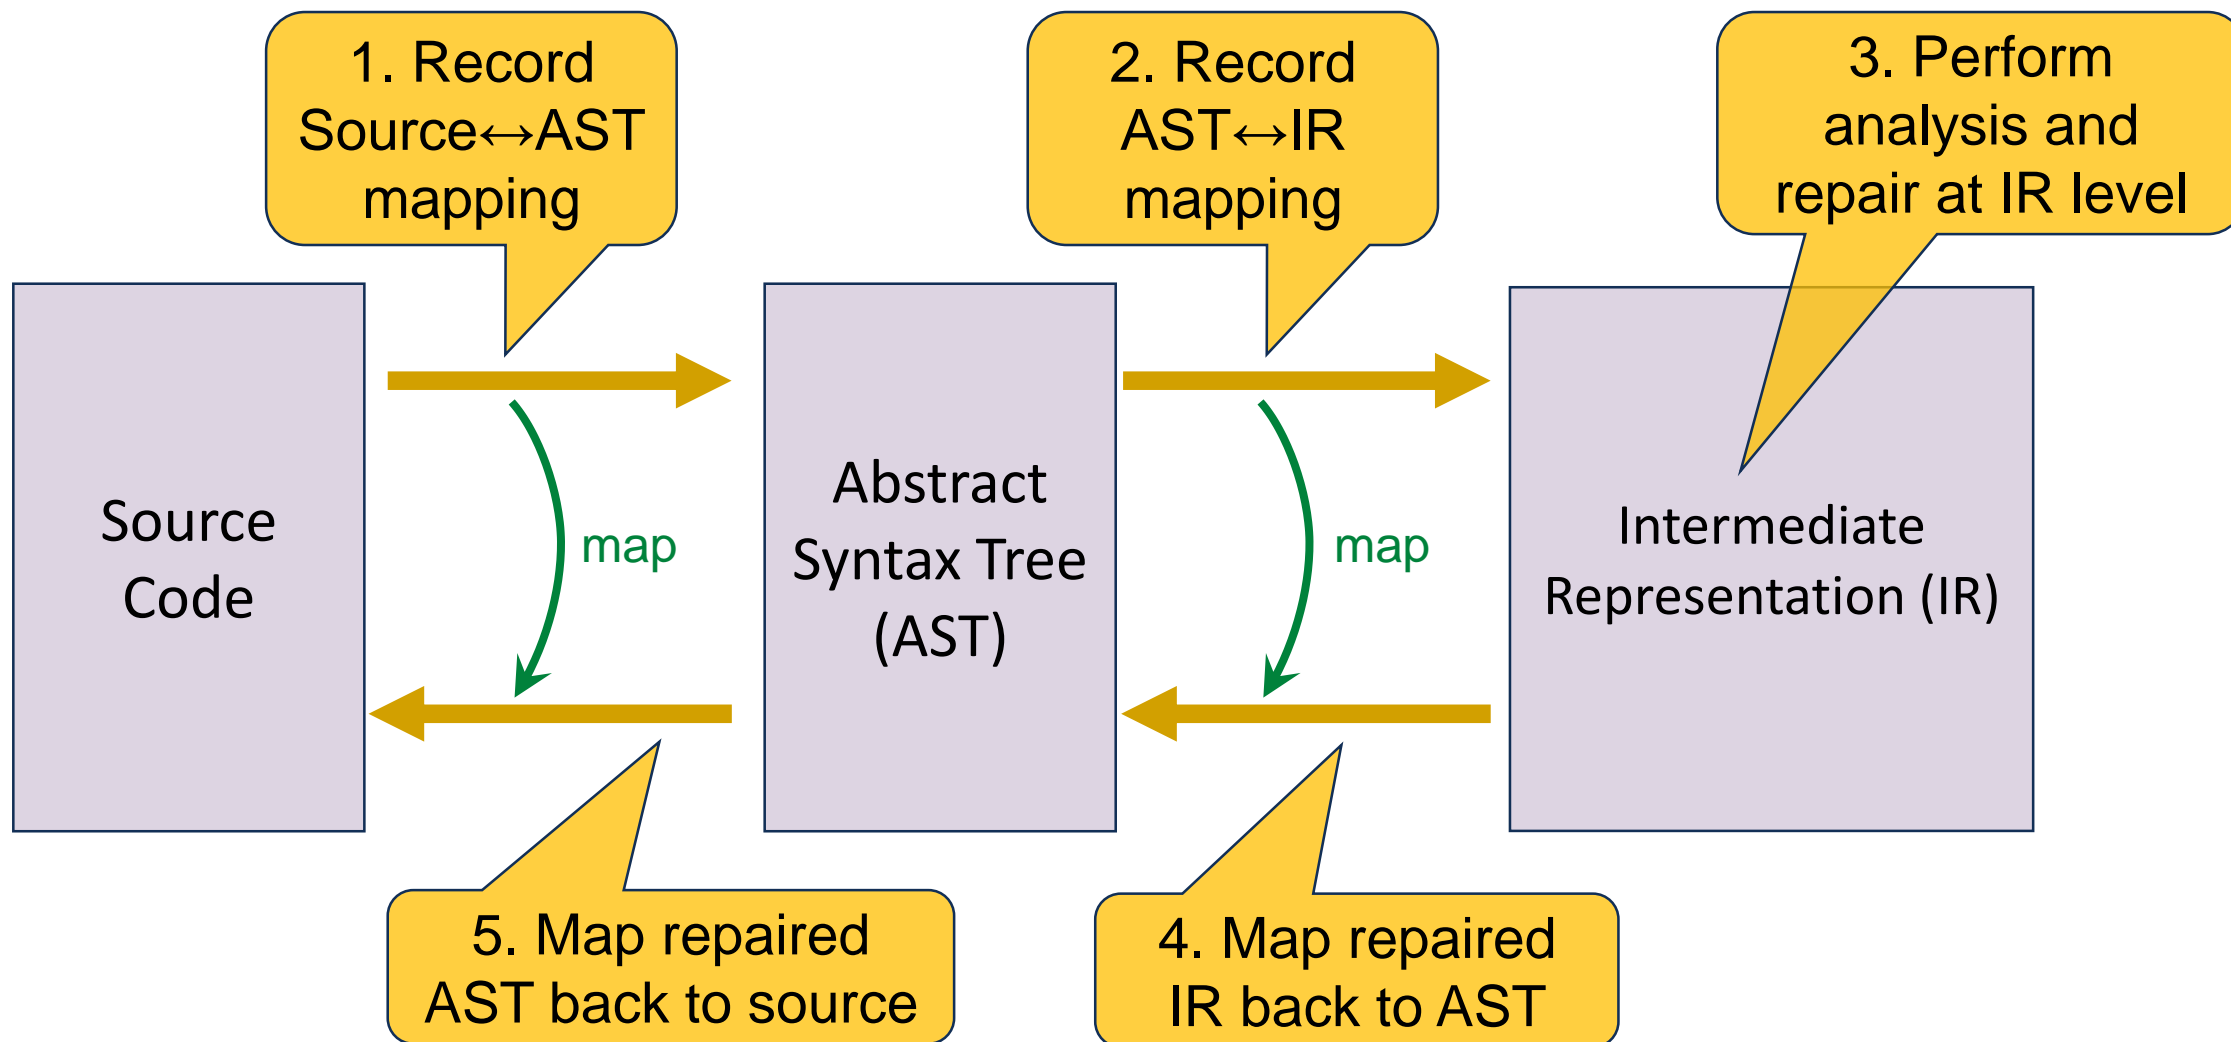 1. Record
Source↔AST
mapping
2. Record
AST↔IR
mapping
3. Perform
analysis and
repair at IR level
Source
Code
map
Abstract
Syntax Tree
(AST)
map
Intermediate
Representation (IR)
5. Map repaired
AST back to source
4. Map repaired
IR back to AST